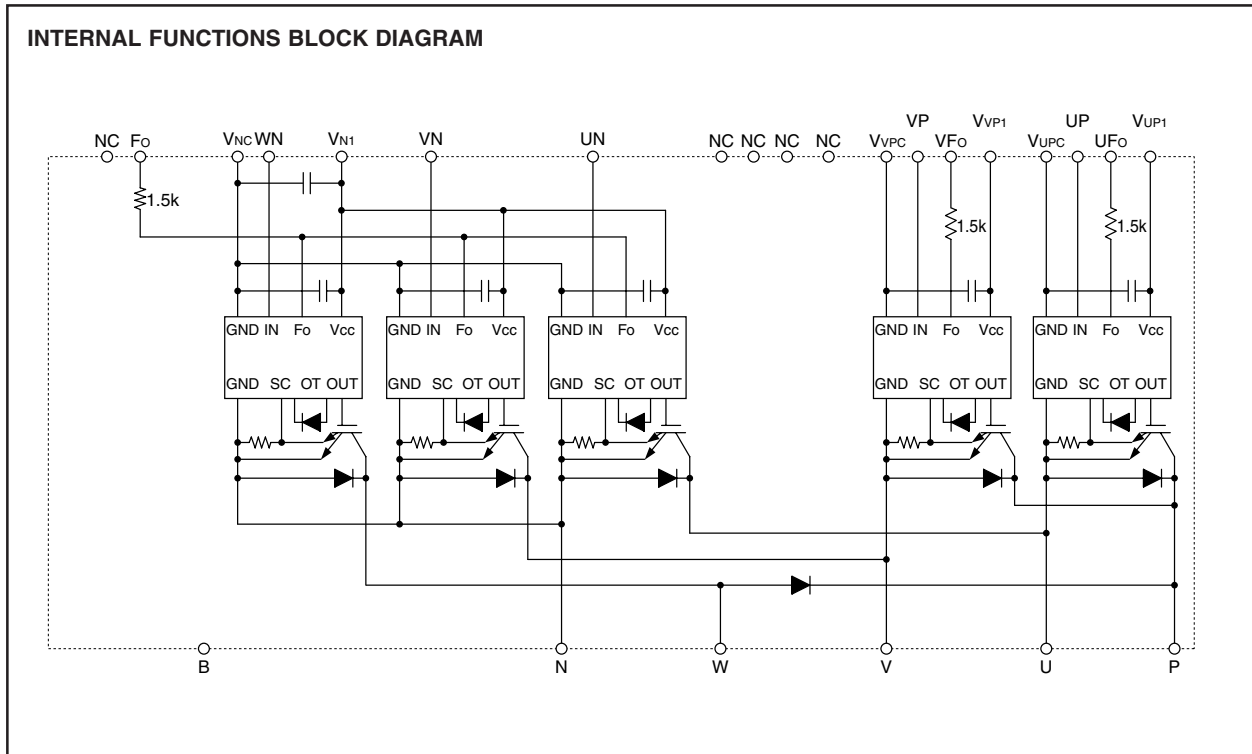 INTERNAL FUNCTIONS BLOCK DIAGRAM
NC FO VNC WN VN1 VN UN NC NC NC NC VVPC VP VFO VVP1 VUPC UP UFO VUP1
1.5k 1.5k 1.5k
GND IN FO VCC GND IN FO VCC GND IN FO VCC GND IN FO VCC GND IN FO VCC
GND SC OT OUT GND SC OT OUT GND SC OT OUT GND SC OT OUT GND SC OT OUT
B N W V U P